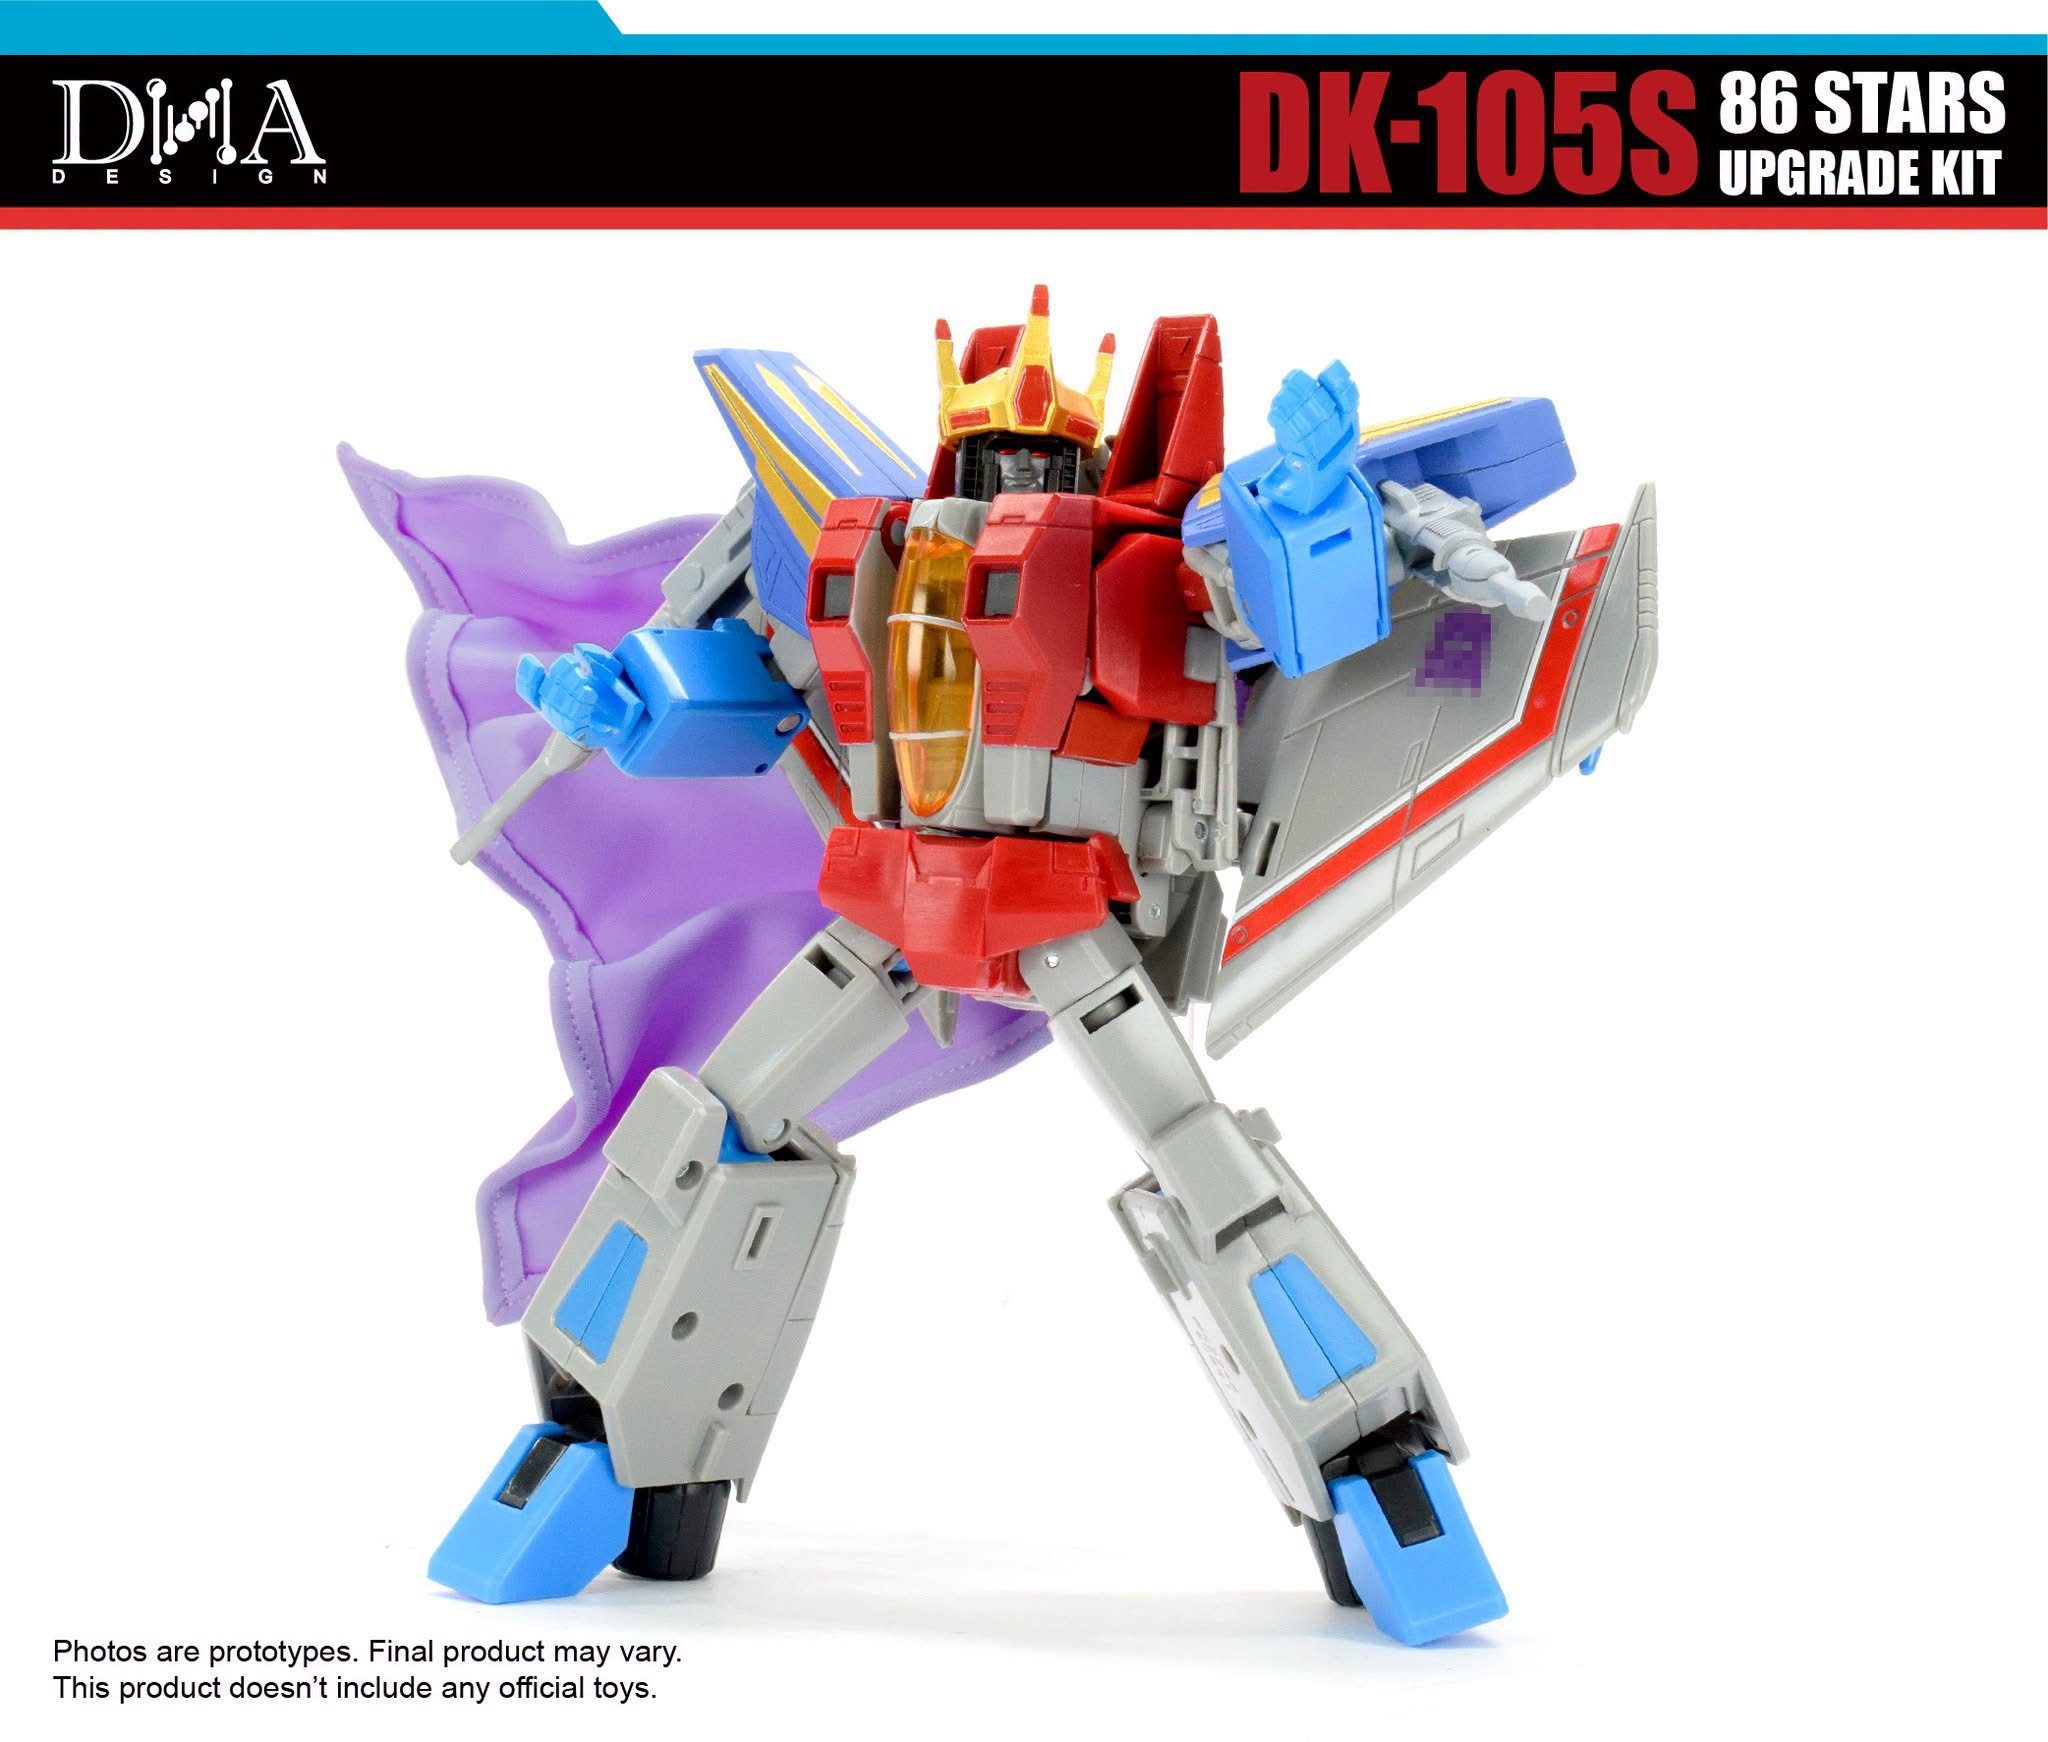 DNA
DESIGN
DK-105S
86 STARS
UPGRADE KIT
Photos are prototypes. Final product may vary.
This product doesn't include any official toys.